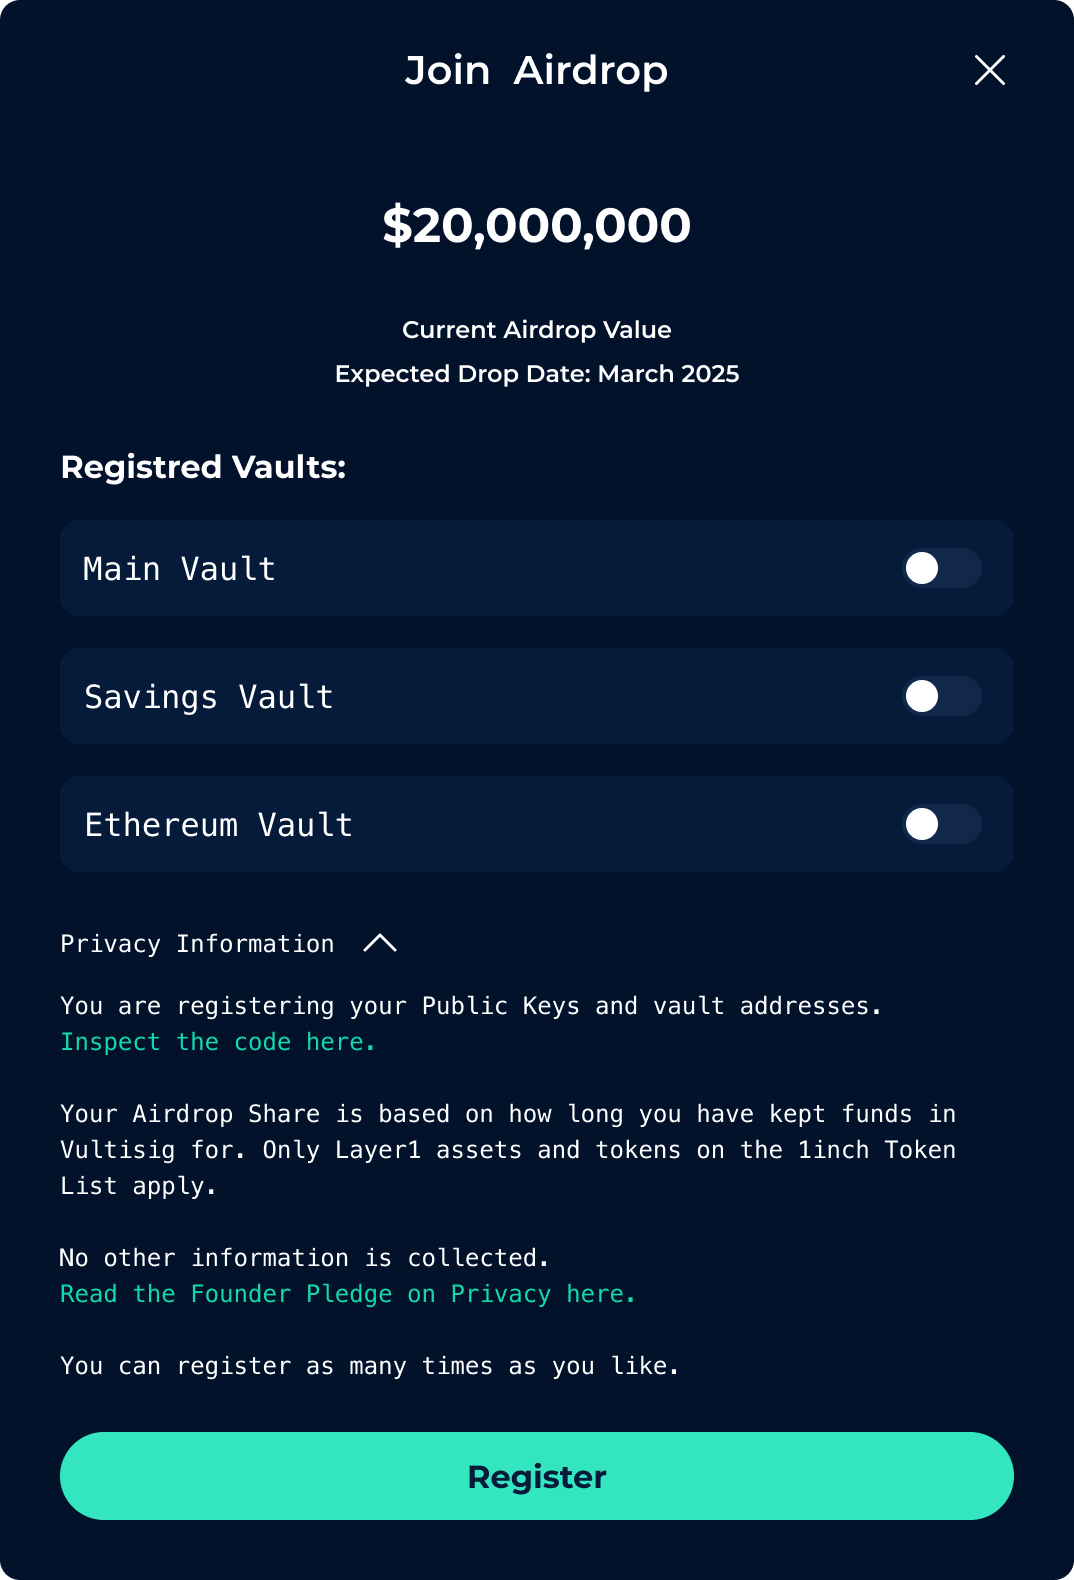 Join Airdrop
$20,000,000
Current Airdrop Value
Expected Drop Date: March 2025
Registred Vaults:
Main Vault
Savings Vault
Ethereum Vault
Privacy Information
You are registering your Public Keys and vault addresses.
Inspect the code here.
Your Airdrop Share is based on how long you have kept funds in
Vultisig for. Only Layer1 assets and tokens on the 1inch Token
List apply.
No other information is collected.
Read the Founder Pledge on Privacy here.
You can register as many times as you like.
Register